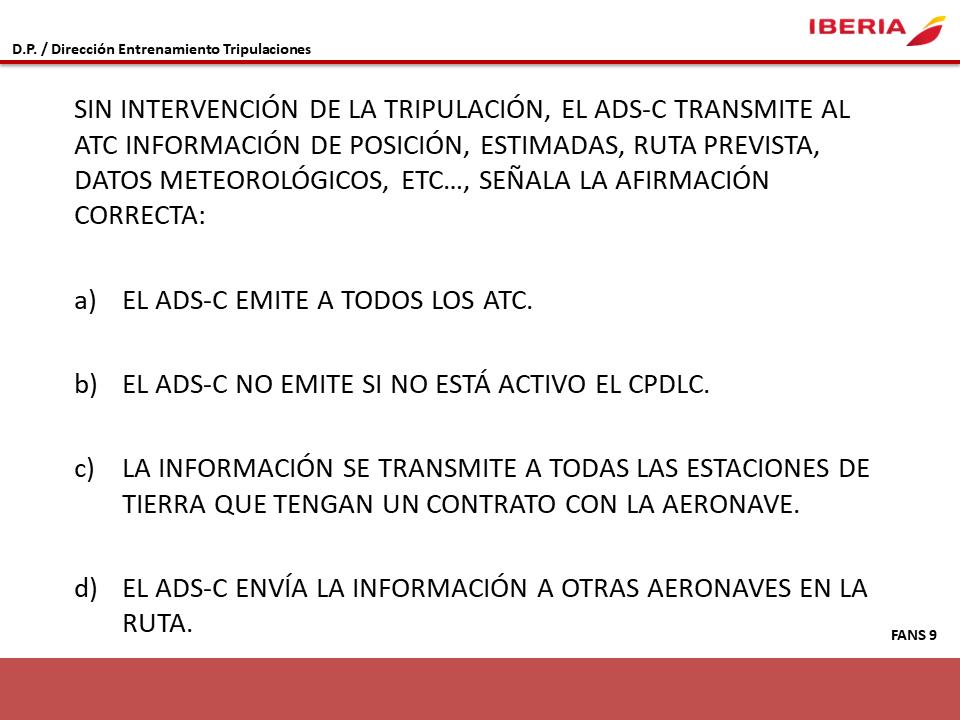 IBERIA
D.P. / Dirección Entrenamiento Tripulaciones
SIN INTERVENCIÓN DE LA TRIPULACIÓN, EL ADS-C TRANSMITE AL
ATC INFORMACIÓN DE POSICIÓN, ESTIMADAS, RUTA PREVISTA,
DATOS METEOROLÓGICOS, ETC…, SEÑALA LA AFIRMACIÓN
CORRECTA:
a) EL ADS-C EMITE A TODOS LOS ATC.
b) EL ADS-C NO EMITE SI NO ESTÁ ACTIVO EL CPDLC.
c) LA INFORMACIÓN SE TRANSMITE A TODAS LAS ESTACIONES DE
TIERRA QUE TENGAN UN CONTRATO CON LA AERONAVE.
d) EL ADS-C ENVÍA LA INFORMACIÓN A OTRAS AERONAVES EN LA
RUTA.
FANS 9